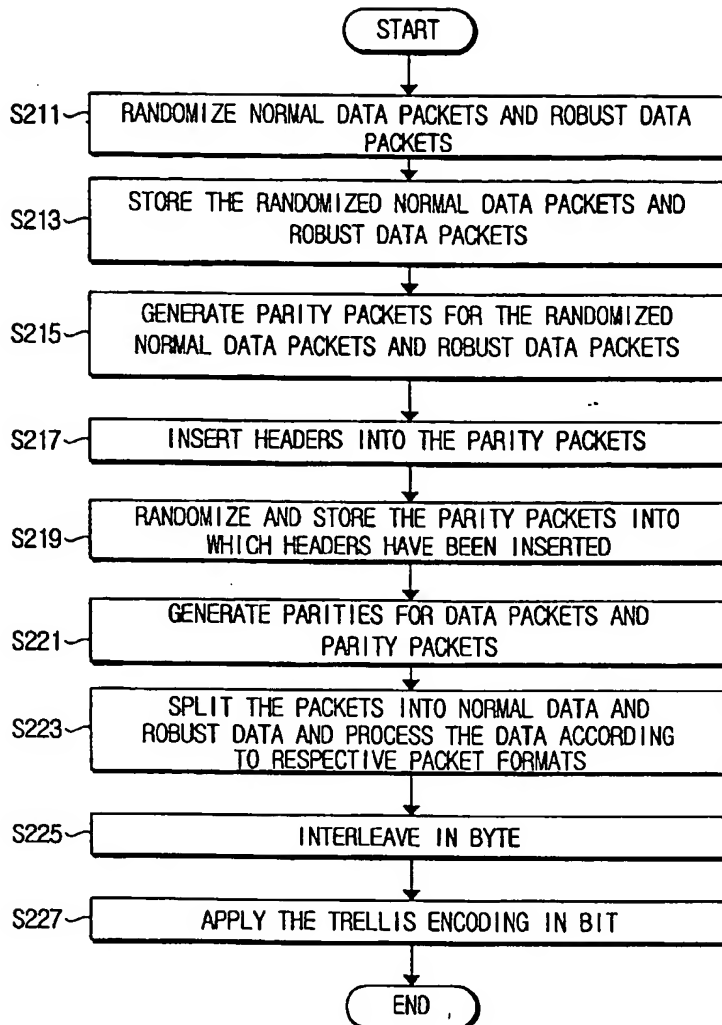 START
S211
RANDOMIZE NORMAL DATA PACKETS AND ROBUST DATA
PACKETS
S213
STORE THE RANDOMIZED NORMAL DATA PACKETS AND
ROBUST DATA PACKETS
S215
GENERATE PARITY PACKETS FOR THE RANDOMIZED
NORMAL DATA PACKETS AND ROBUST DATA PACKETS
S217
INSERT HEADERS INTO THE PARITY PACKETS
S219
RANDOMIZE AND STORE THE PARITY PACKETS INTO
WHICH HEADERS HAVE BEEN INSERTED
S221
GENERATE PARITIES FOR DATA PACKETS AND
PARITY PACKETS
S223
SPLIT THE PACKETS INTO NORMAL DATA AND
ROBUST DATA AND PROCESS THE DATA ACCORDING
TO RESPECTIVE PACKET FORMATS
S225
INTERLEAVE IN BYTE
S227
APPLY THE TRELLIS ENCODING IN BIT
END